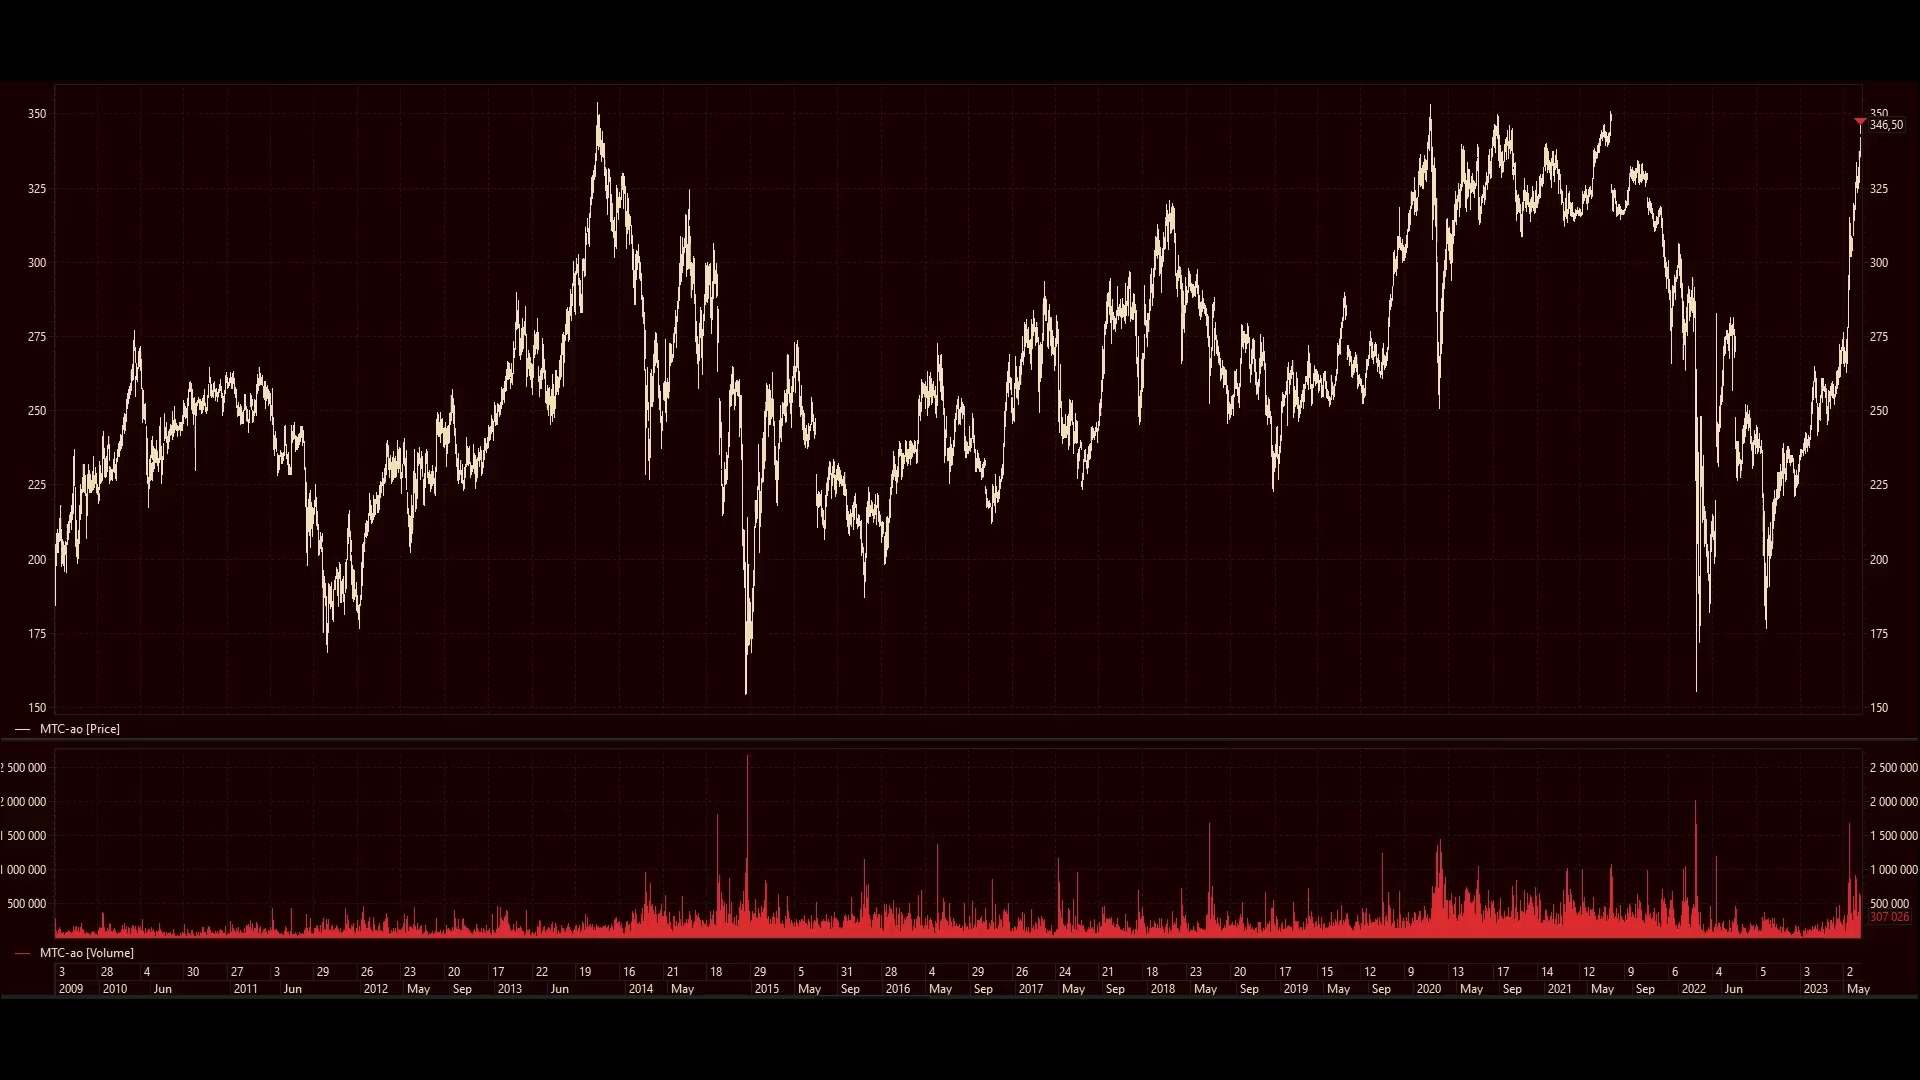 350 350
346,50
325 325
300 300
275 275
250 250
225 225
200 200
175 175
150 150
MTC-ao [Price]
2 500 000 2 500 000
2 000 000 2 000 000
1 500 000 1 500 000
1 000 000 1 000 000
500 000 500 000
307 026
MTC-ao [Volume]
3 28 4 30 27 3 29 26 23 20 17 22 19 16 21 18 29 5 31 28 4 29 26 24 21 18 23 20 17 15 12 9 13 17 14 12 9 6 4 5 3 2
2009 2010 Jun 2011 Jun 2012 May Sep 2013 Jun 2014 May 2015 May Sep 2016 May Sep 2017 May Sep 2018 May Sep 2019 May Sep 2020 May Sep 2021 May Sep 2022 Jun 2023 May